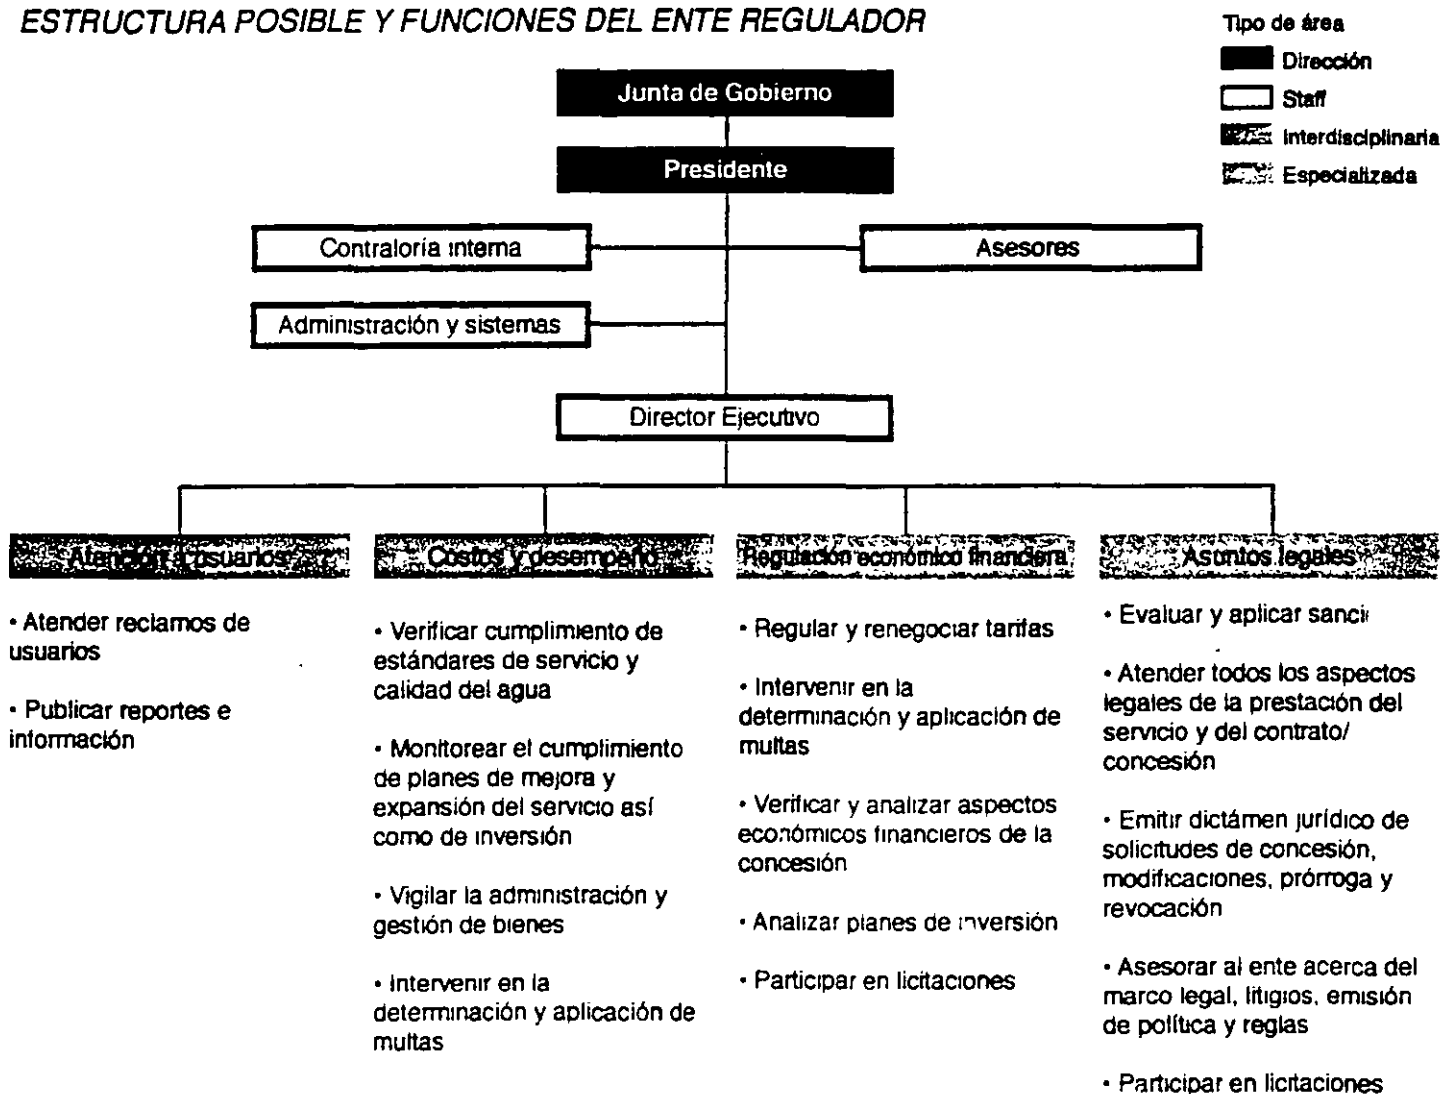 ESTRUCTURA POSIBLE Y FUNCIONES DEL ENTE REGULADOR
Tipo de área
Dirección
Staff
Interdisciplinaria
Especializada
Junta de Gobierno
Presidente
Contraloría interna
Asesores
Administración y sistemas
Director Ejecutivo
Atención a usuarios
Costos y desempeño
Regulación económico financiera
Asuntos legales
• Atender reclamos de
usuarios
• Publicar reportes e
información
• Verificar cumplimiento de
estándares de servicio y
calidad del agua
• Monitorear el cumplimiento
de planes de mejora y
expansión del servicio así
como de inversión
• Vigilar la administración y
gestión de bienes
• Intervenir en la
determinación y aplicación de
multas
• Regular y renegociar tarifas
• Intervenir en la
determinación y aplicación de
multas
• Verificar y analizar aspectos
económicos financieros de la
concesión
• Analizar planes de inversión
• Participar en licitaciones
• Evaluar y aplicar sanci
• Atender todos los aspectos
legales de la prestación del
servicio y del contrato/
concesión
• Emitir dictámen jurídico de
solicitudes de concesión,
modificaciones, prórroga y
revocación
• Asesorar al ente acerca del
marco legal, litigios, emisión
de política y reglas
• Participar en licitaciones